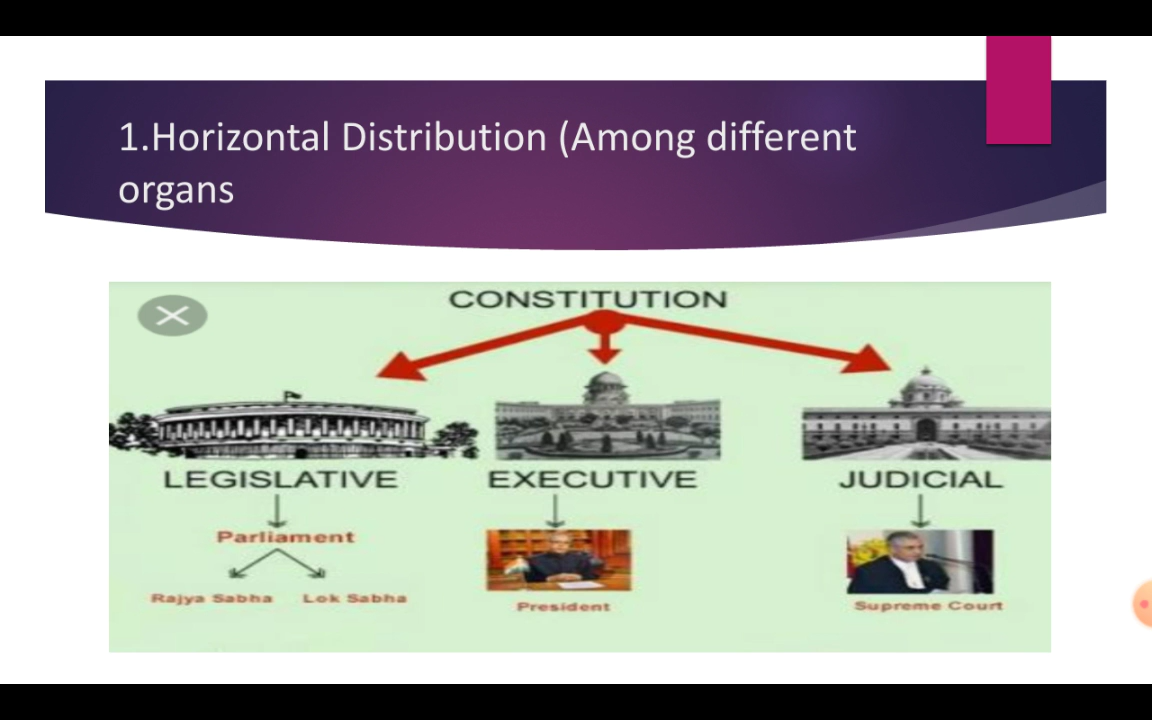 1.Horizontal Distribution (Among different
organs
CONSTITUTION
LEGISLATIVE
EXECUTIVE
JUDICIAL
Parliament
Rajya Sabha
Lok Sabha
President
Supreme Court